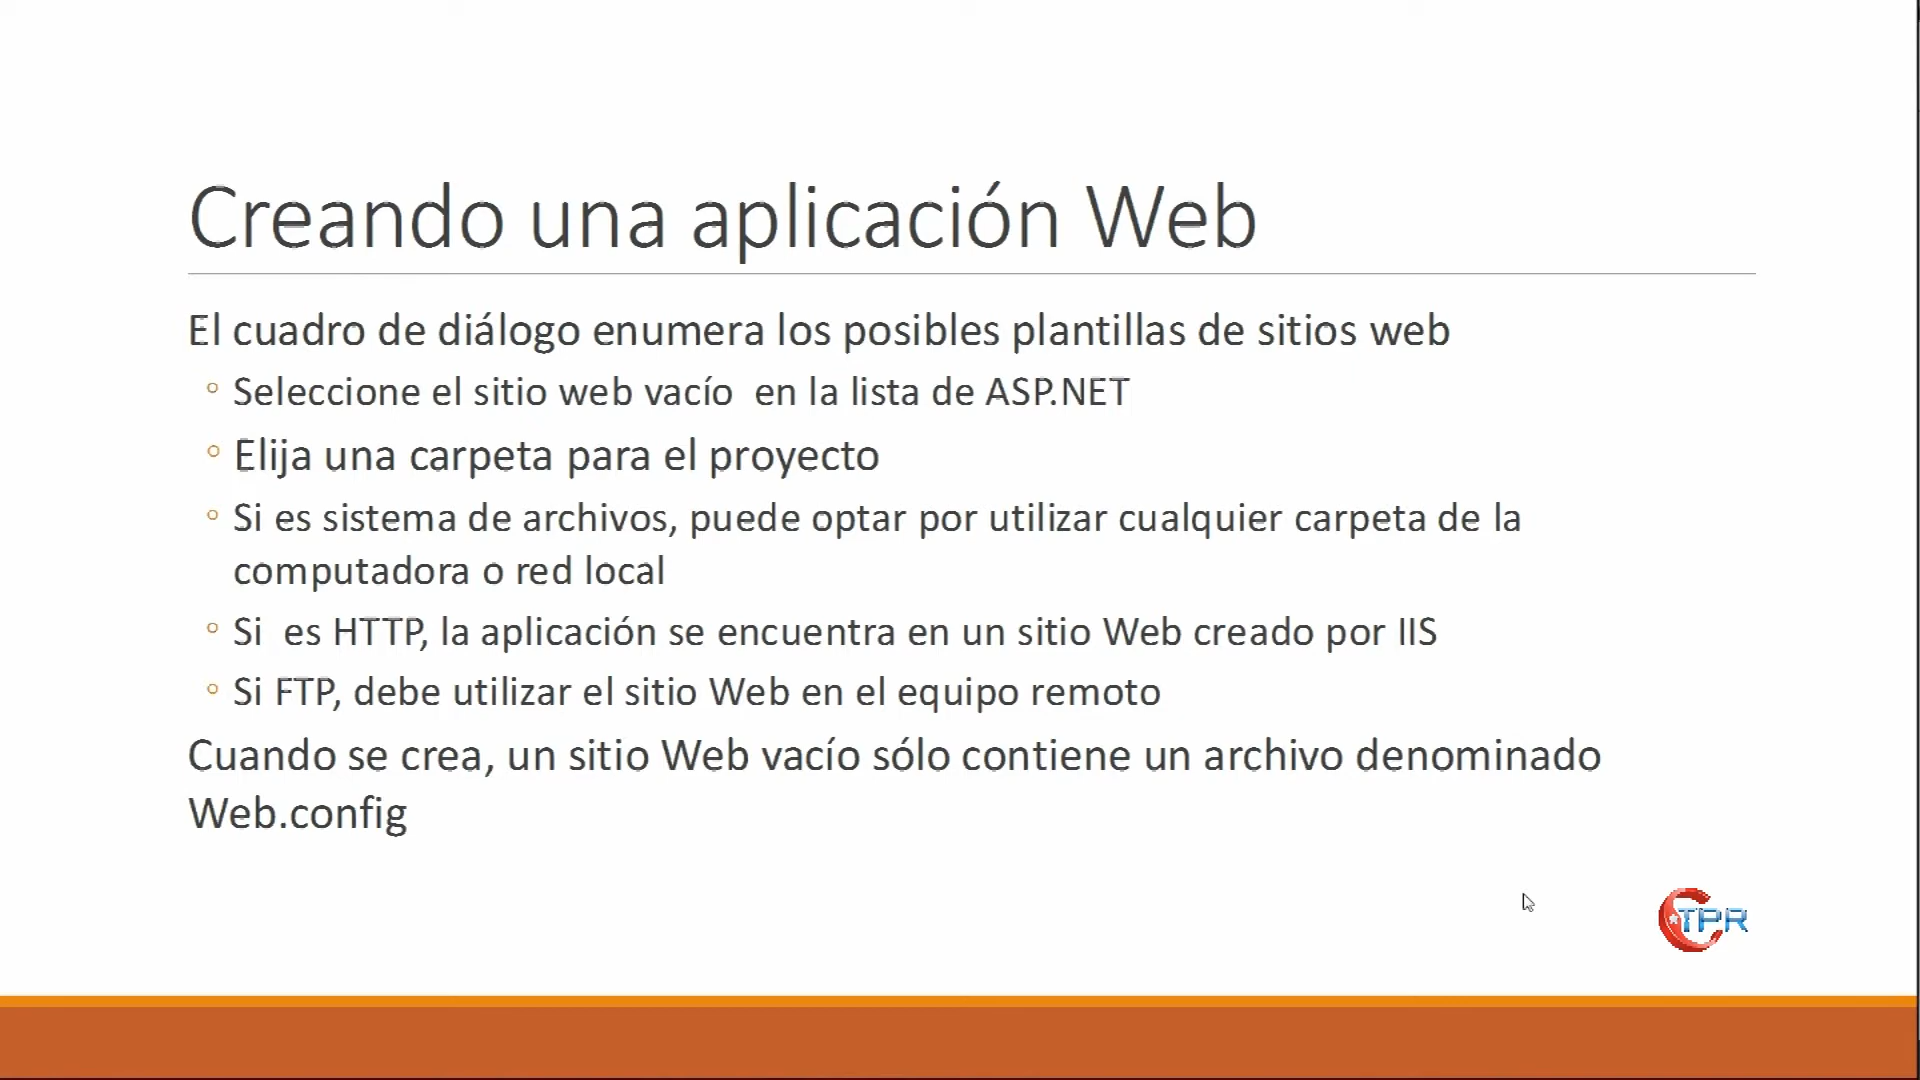 Creando una aplicación Web
El cuadro de diálogo enumera los posibles plantillas de sitios web
Seleccione el sitio web vacío en la lista de ASP.NET
Elija una carpeta para el proyecto
Si es sistema de archivos, puede optar por utilizar cualquier carpeta de la
computadora o red local
Si es HTTP, la aplicación se encuentra en un sitio Web creado por IIS
Si FTP, debe utilizar el sitio Web en el equipo remoto
Cuando se crea, un sitio Web vacío sólo contiene un archivo denominado
Web.config
CTPR